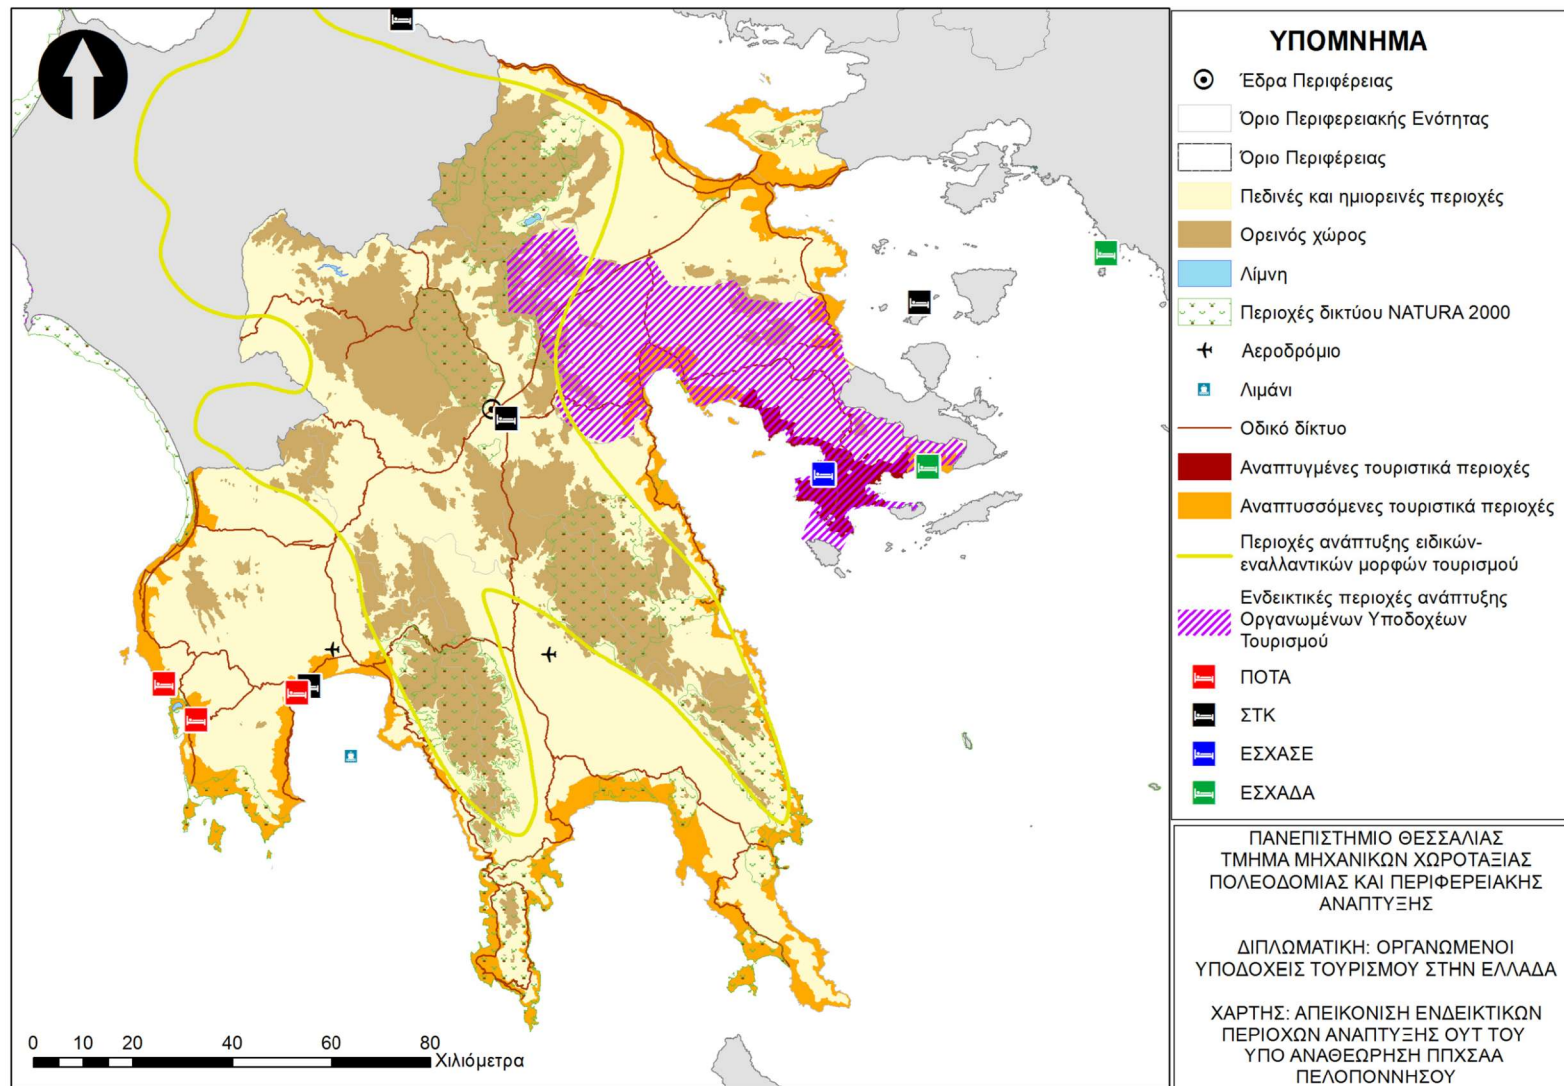 ΥΠΟΜΝΗΜΑ
Έδρα Περιφέρειας
Όριο Περιφερειακής Ενότητας
Όριο Περιφέρειας
Πεδινές και ημιορεινές περιοχές
Ορεινός χώρος
Λίμνη
Περιοχές δικτύου NATURA 2000
Αεροδρόμιο
Λιμάνι
Οδικό δίκτυο
Αναπτυγμένες τουριστικά περιοχές
Αναπτυσσόμενες τουριστικά περιοχές
Περιοχές ανάπτυξης ειδικών-
εναλλαντικών μορφών τουρισμού
Ενδεικτικές περιοχές ανάπτυξης
Οργανωμένων Υποδοχέων
Τουρισμού
ΠΟΤΑ
ΣΤΚ
ΕΣΧΑΣΕ
ΕΣΧΑΔΑ
ΠΑΝΕΠΙΣΤΗΜΙΟ ΘΕΣΣΑΛΙΑΣ
ΤΜΗΜΑ ΜΗΧΑΝΙΚΩΝ ΧΩΡΟΤΑΞΙΑΣ
ΠΟΛΕΟΔΟΜΙΑΣ ΚΑΙ ΠΕΡΙΦΕΡΕΙΑΚΗΣ
ΑΝΑΠΤΥΞΗΣ
ΔΙΠΛΩΜΑΤΙΚΗ: ΟΡΓΑΝΩΜΕΝΟΙ
ΥΠΟΔΟΧΕΙΣ ΤΟΥΡΙΣΜΟΥ ΣΤΗΝ ΕΛΛΑΔΑ
ΧΑΡΤΗΣ: ΑΠΕΙΚΟΝΙΣΗ ΕΝΔΕΙΚΤΙΚΩΝ
ΠΕΡΙΟΧΩΝ ΑΝΑΠΤΥΞΗΣ ΟΥΤ ΤΟΥ
ΥΠΟ ΑΝΑΘΕΩΡΗΣΗ ΠΠΧΣΑΑ
ΠΕΛΟΠΟΝΝΗΣΟΥ
0 10 20 40 60 80
Χιλιόμετρα